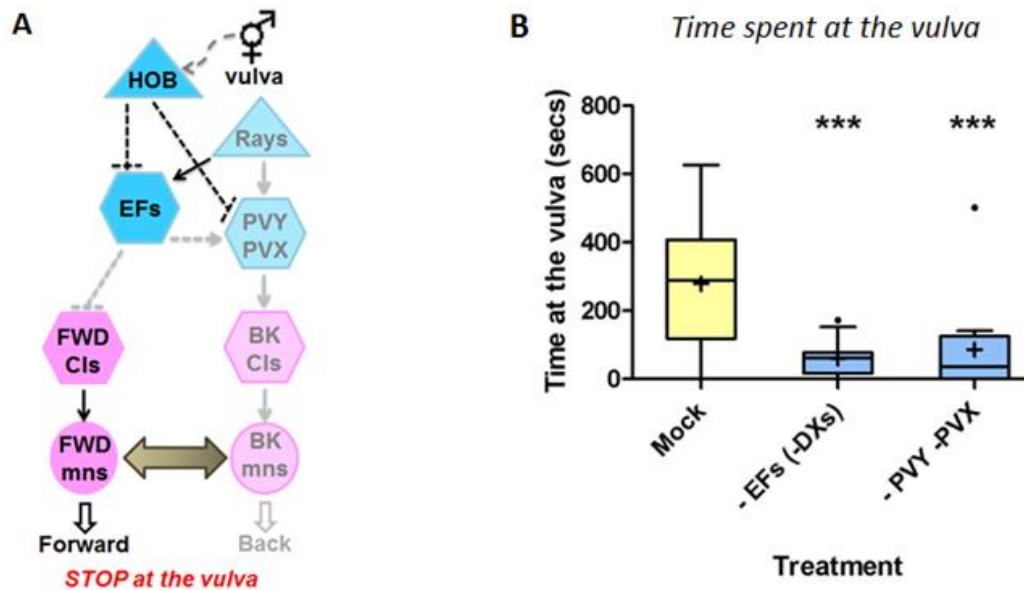 A
HOB
vulva
Rays
EFs
PVY
PVX
FWD
CIs
BK
CIs
FWD
mns
BK
mns
Forward
Back
STOP at the vulva
B
Time spent at the vulva
Time at the vulva (secs)
800
600
400
200
0
***
***
Mock
- EFs (-DXs)
- PVY -PVX
Treatment